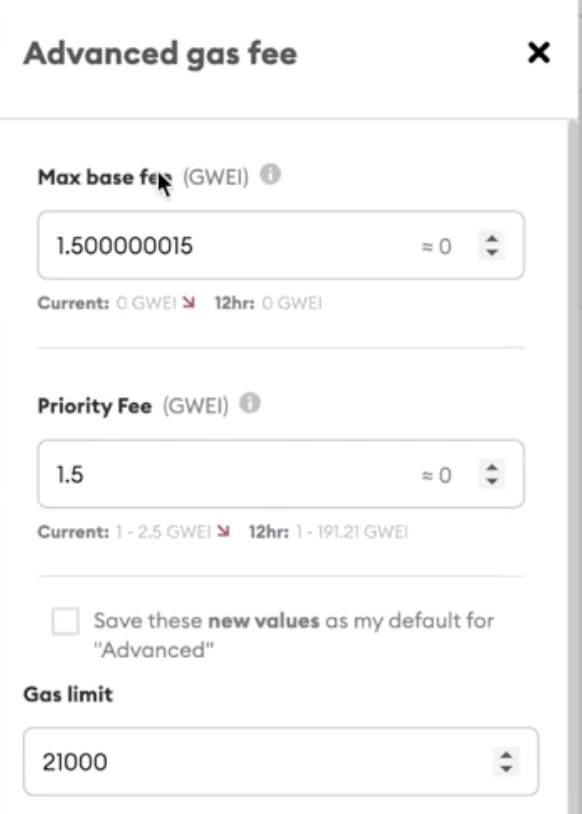 Advanced gas fee
Max base fee (GWEI)
1.500000015 ≈ 0
Current: 0 GWEI 12hr: 0 GWEI
Priority Fee (GWEI)
1.5 ≈ 0
Current: 1 - 2.5 GWEI 12hr: 1 - 191.21 GWEI
Save these new values as my default for
"Advanced"
Gas limit
21000